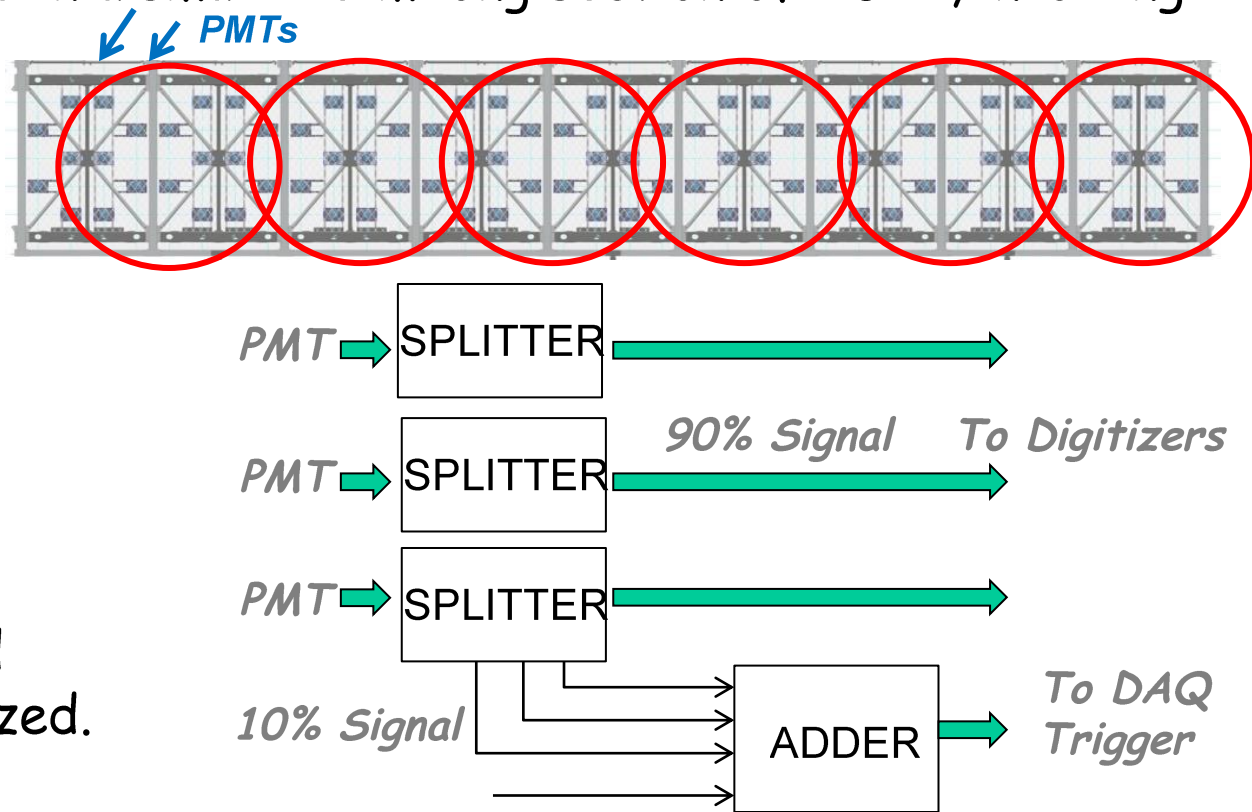 PMTs
PMT SPLITTER
90% Signal To Digitizers
PMT SPLITTER
PMT SPLITTER
zed.
10% Signal
ADDER
To DAQ
Trigger